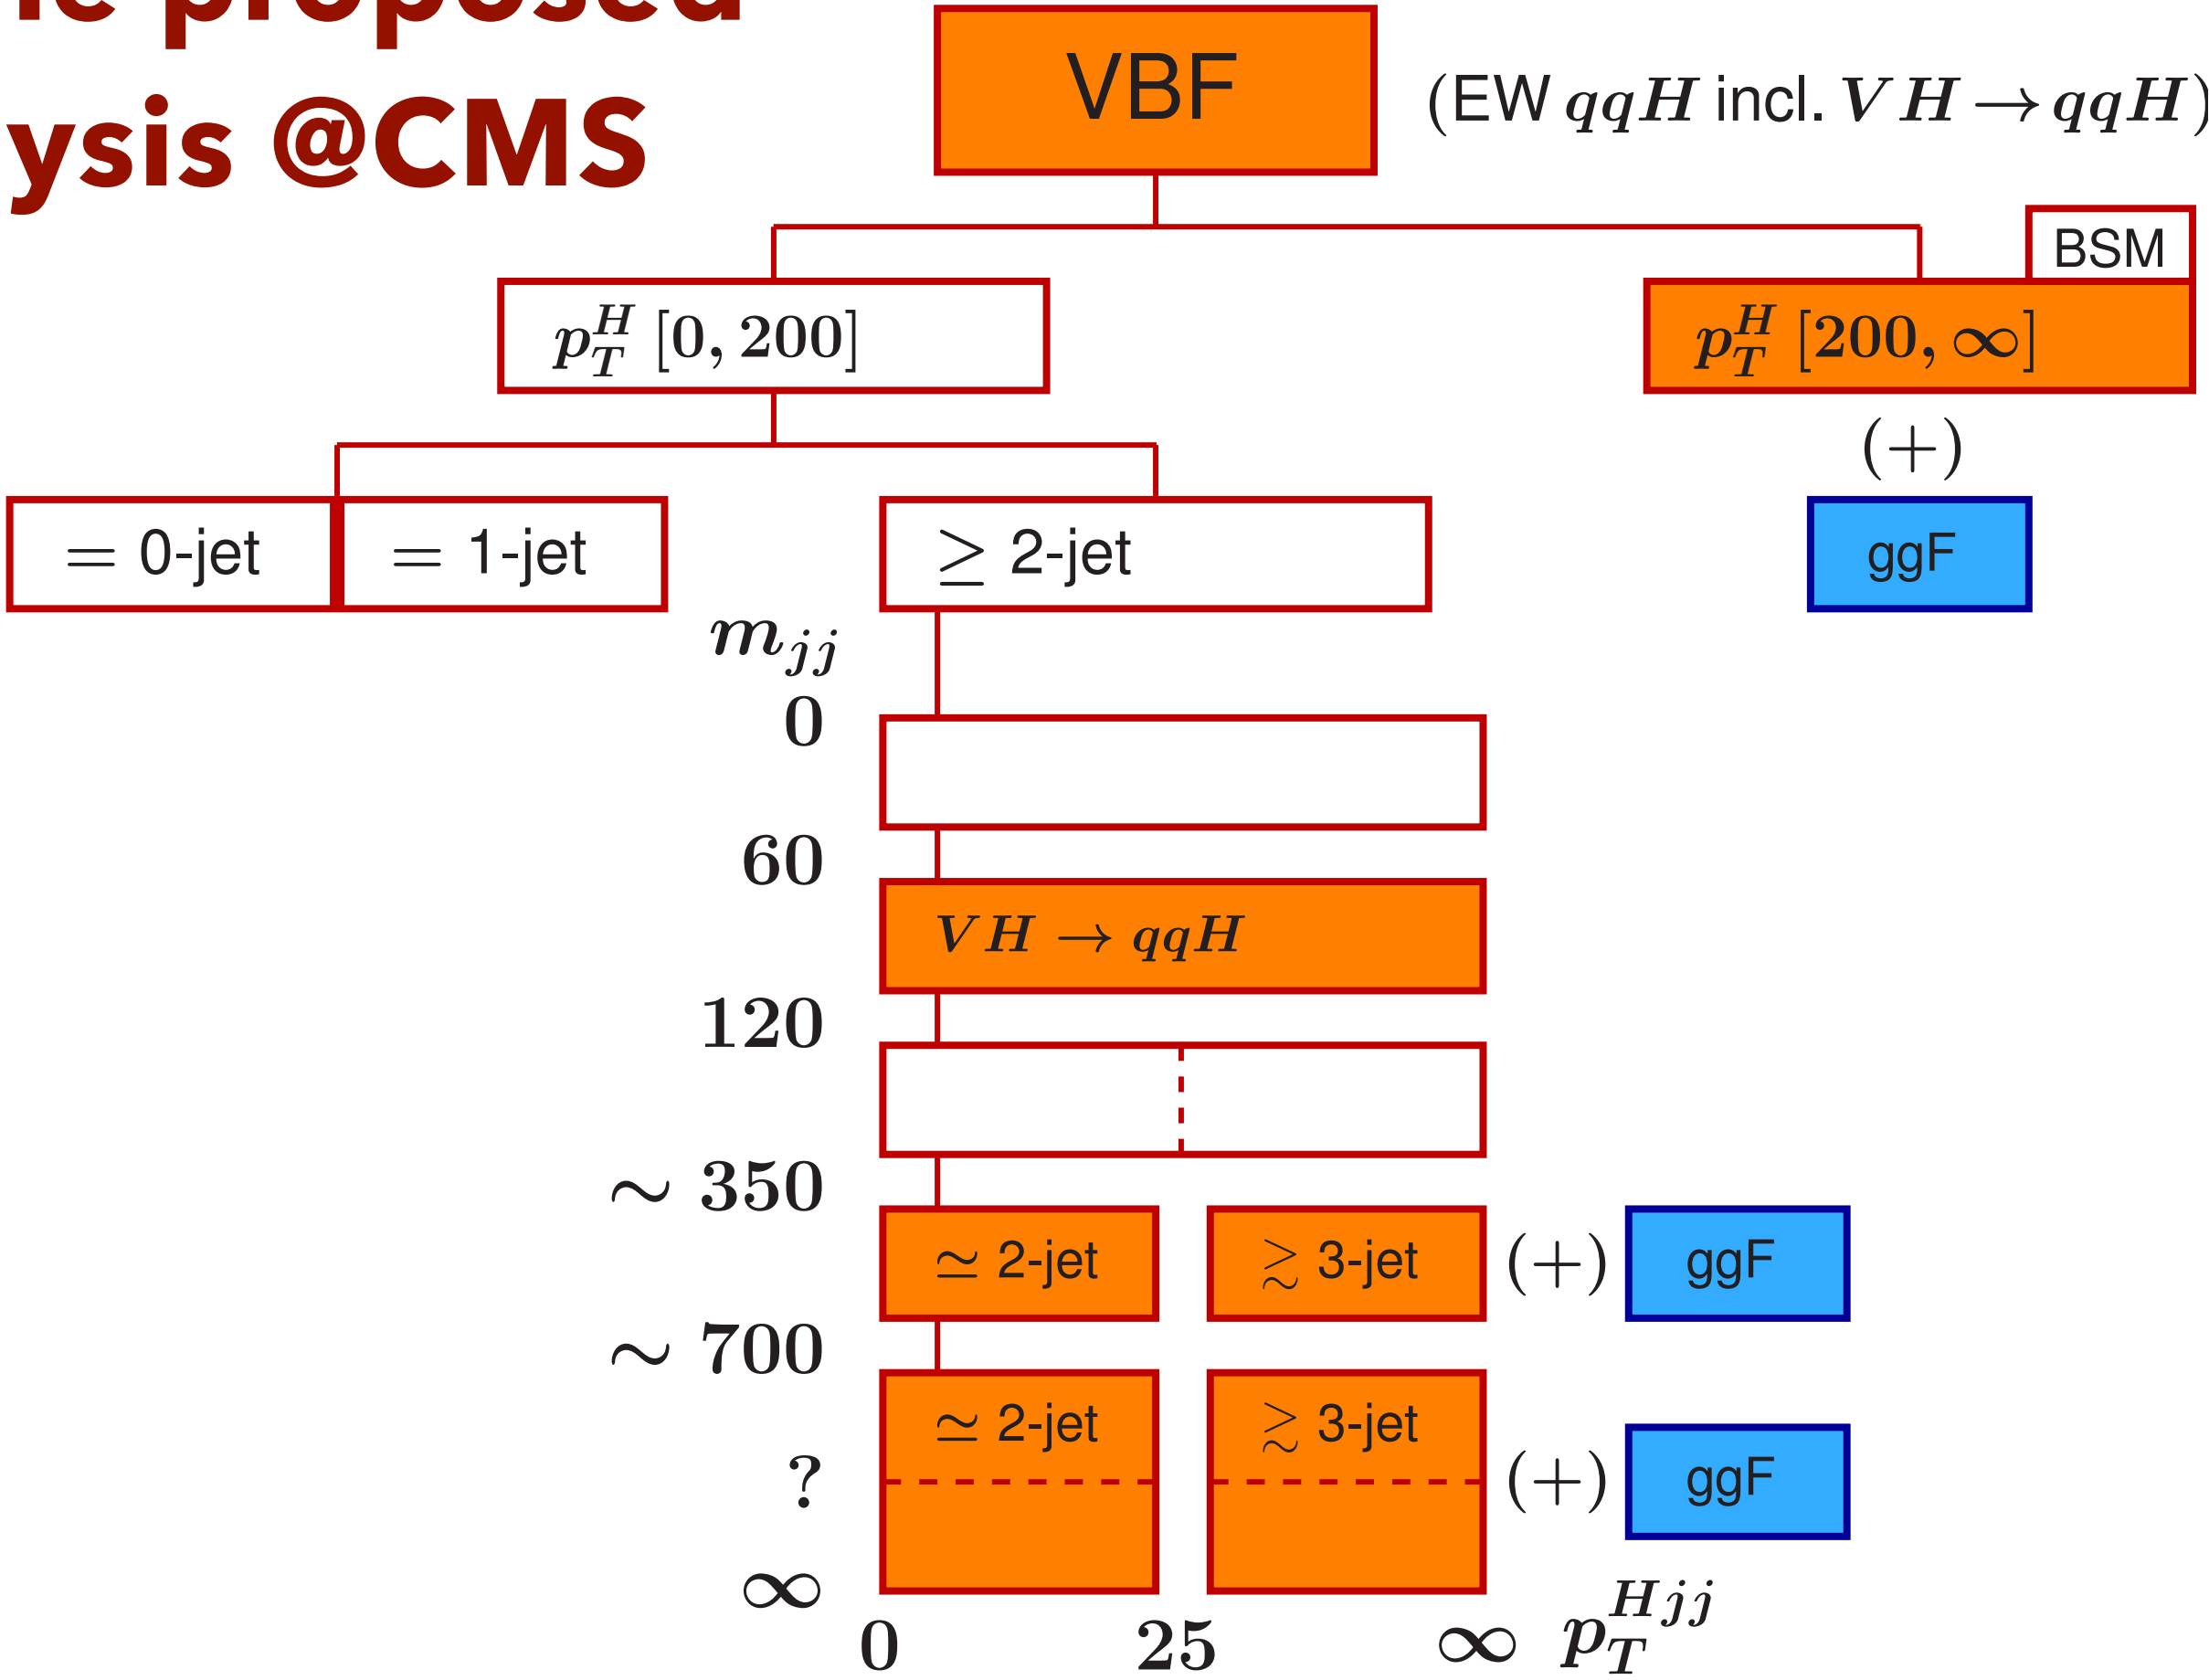 proposed
ysis @CMS
VBF
(EW qqH incl. VH → qqH)
BSM
p_T^H [0, 200]
p_T^H [200, ∞]
(+)
= 0-jet
= 1-jet
≥ 2-jet
ggF
m_jj
0
60
VH → qqH
120
∼ 350
≃ 2-jet
≳ 3-jet
(+)
ggF
∼ 700
≃ 2-jet
≳ 3-jet
?
(+)
ggF
∞
0
25
∞
p_T^{Hjj}